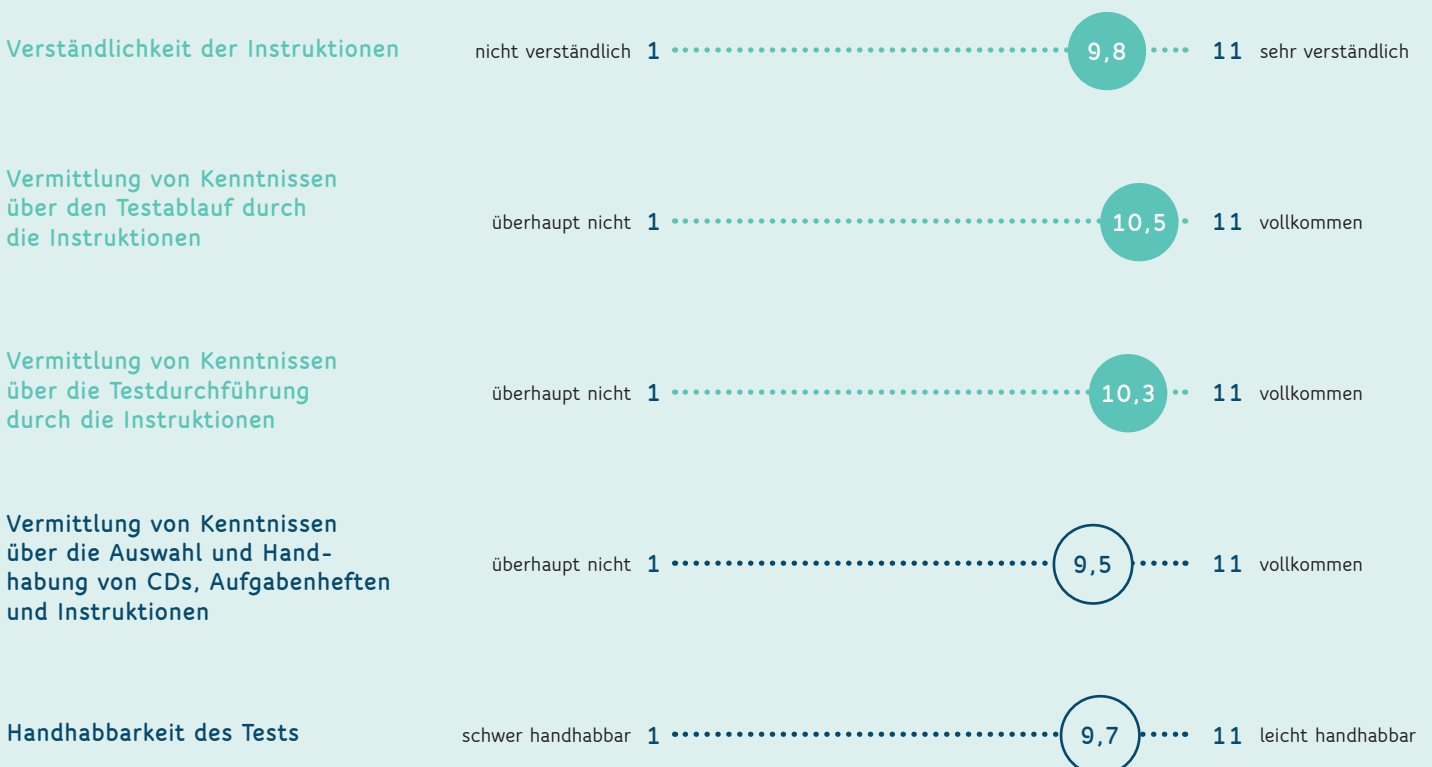 Verständlichkeit der Instruktionen nicht verständlich 1 9,8 11 sehr verständlich
Vermittlung von Kenntnissen
über den Testablauf durch
die Instruktionen
überhaupt nicht 1 10,5 11 vollkommen
Vermittlung von Kenntnissen
über die Testdurchführung
durch die Instruktionen
überhaupt nicht 1 10,3 11 vollkommen
Vermittlung von Kenntnissen
über die Auswahl und Hand-
habung von CDs, Aufgabenheften
und Instruktionen
überhaupt nicht 1 9,5 11 vollkommen
Handhabbarkeit des Tests schwer handhabbar 1 9,7 11 leicht handhabbar